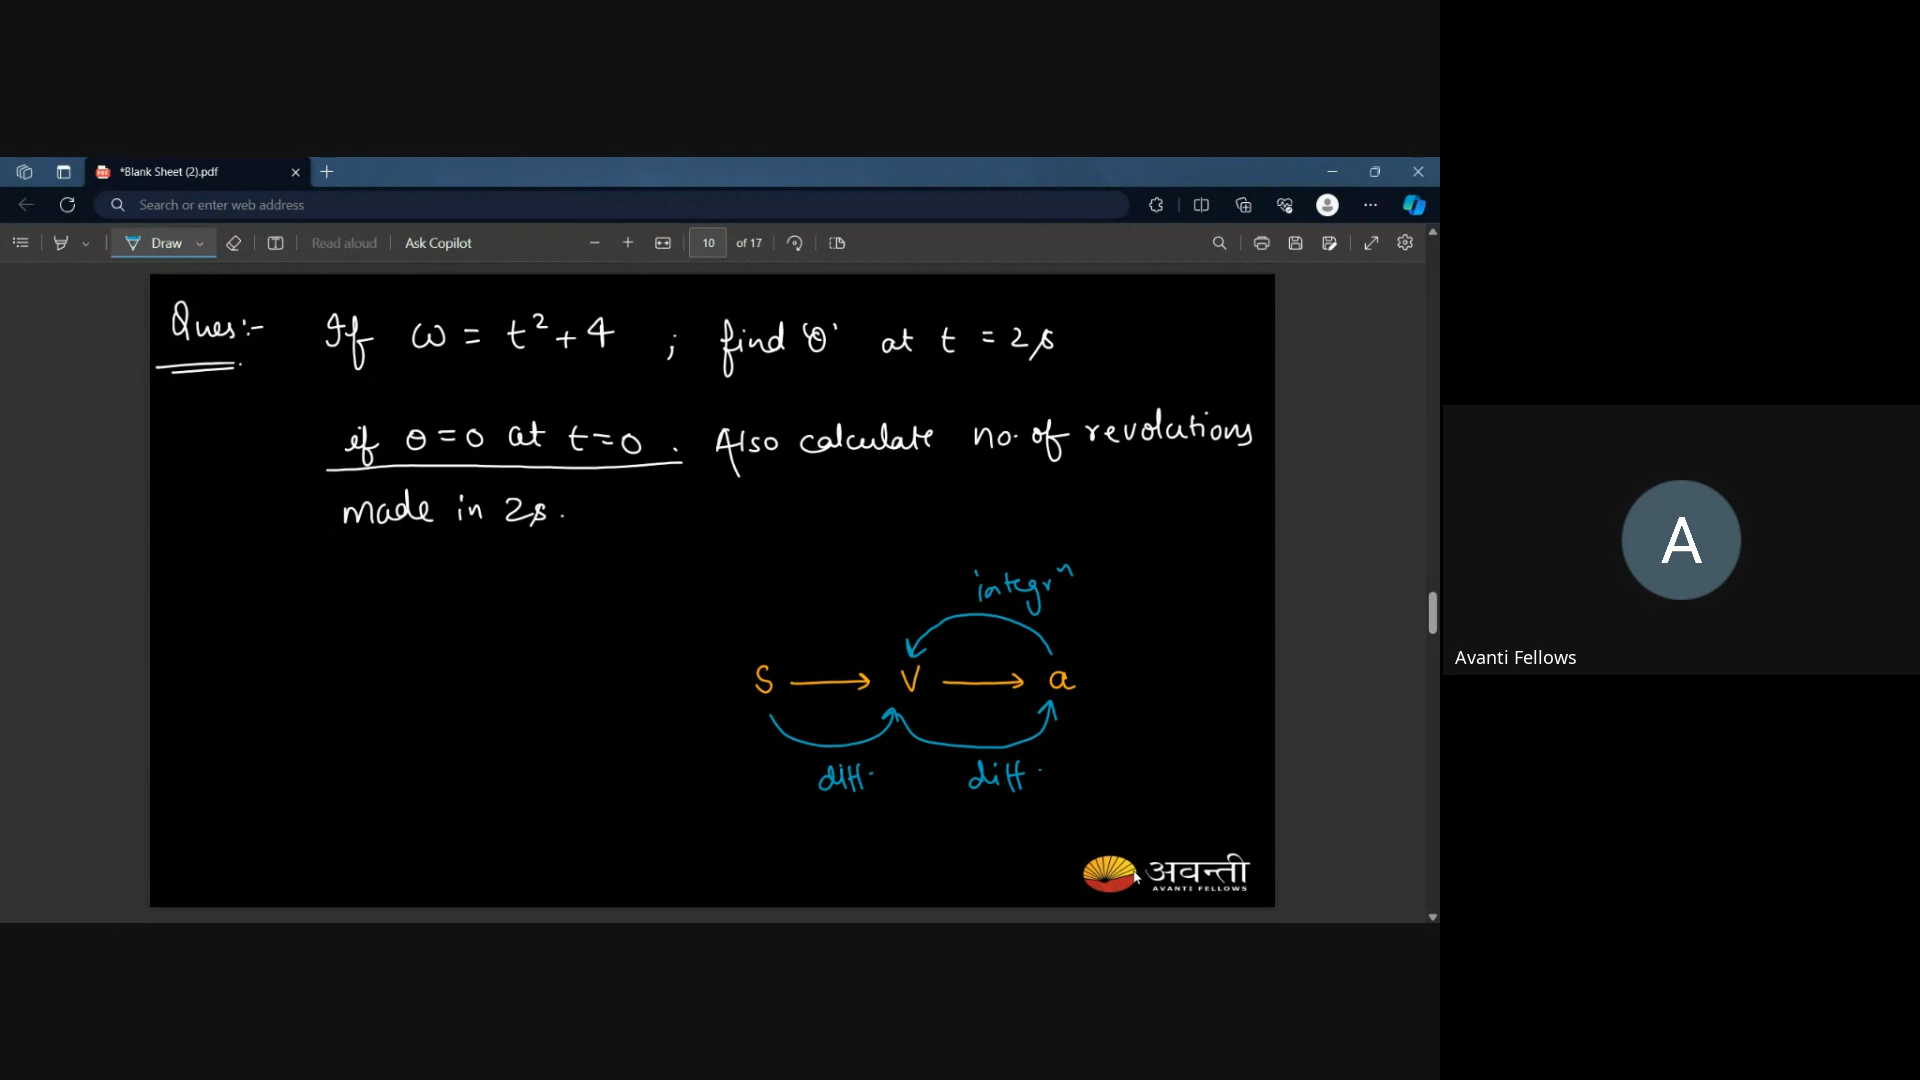 *Blank Sheet (2).pdf
Search or enter web address
Draw
Read aloud
Ask Copilot
10 of 17
Ques:- If ω = t²+4 ; find 'θ' at t = 2s
if θ=0 at t=0. Also calculate no. of revolutions
made in 2s.
integrⁿ
S → V → a
diff. diff.
अवन्ती
AVANTI FELLOWS
A
Avanti Fellows